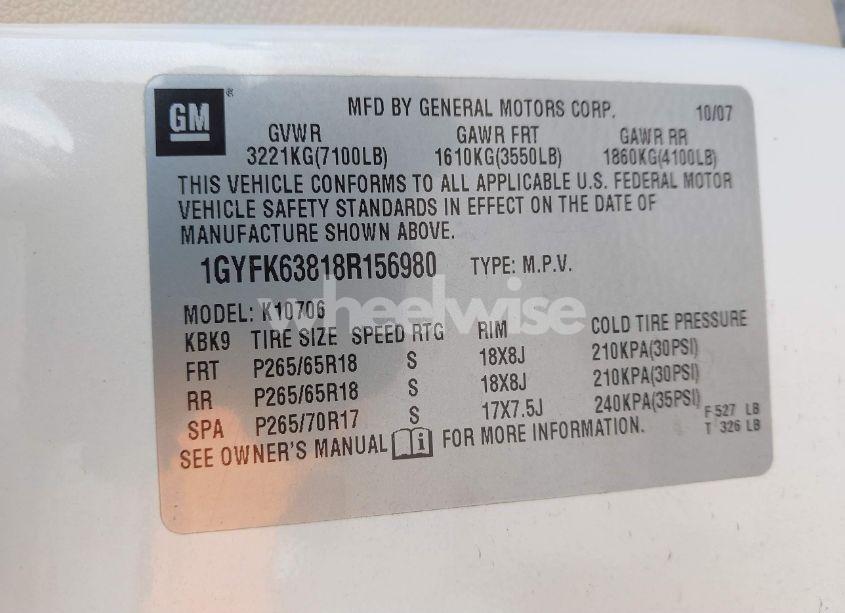 GM ® MFD BY GENERAL MOTORS CORP. 10/07
GVWR GAWR FRT GAWR RR
3221KG(7100LB) 1610KG(3550LB) 1860KG(4100LB)
THIS VEHICLE CONFORMS TO ALL APPLICABLE U.S. FEDERAL MOTOR
VEHICLE SAFETY STANDARDS IN EFFECT ON THE DATE OF
MANUFACTURE SHOWN ABOVE.
1GYFK63818R156980 TYPE: M.P.V.
wheelwise
MODEL: K10706
KBK9 TIRE SIZE SPEED RTG RIM COLD TIRE PRESSURE
FRT P265/65R18 S 18X8J 210KPA(30PSI)
RR P265/65R18 S 18X8J 210KPA(30PSI)
SPA P265/70R17 S 17X7.5J 240KPA(35PSI) F 527 LB
SEE OWNER'S MANUAL i FOR MORE INFORMATION. T 326 LB